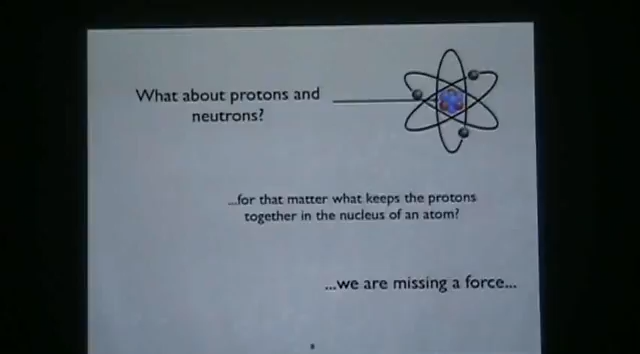 What about protons and
neutrons?
...for that matter what keeps the protons
together in the nucleus of an atom?
...we are missing a force...